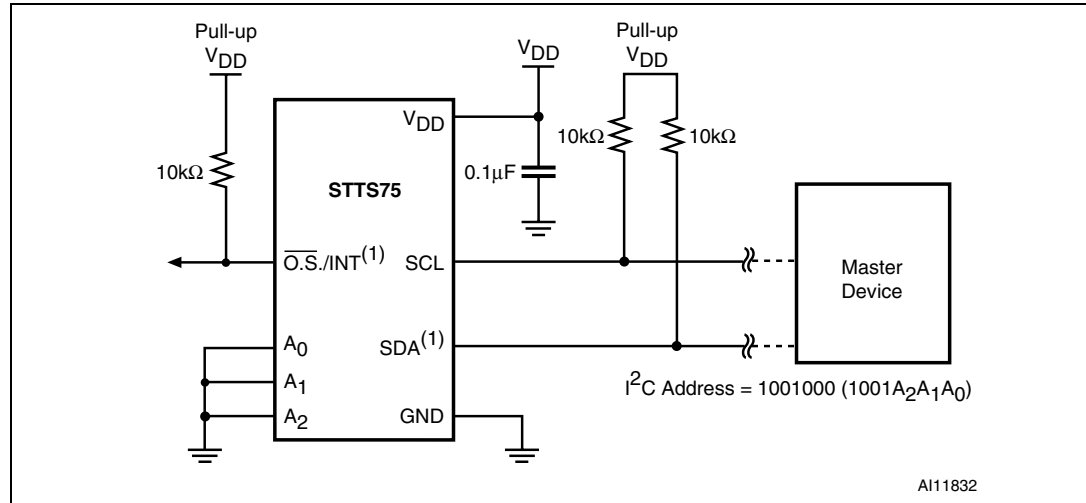 Pull-up
VDD
10kΩ
STTS75
VDD
O.S./INT(1)
SCL
A0
SDA(1)
A1
A2
GND
VDD
0.1μF
Pull-up
VDD
10kΩ
10kΩ
Master
Device
I2C Address = 1001000 (1001A2A1A0)
AI11832